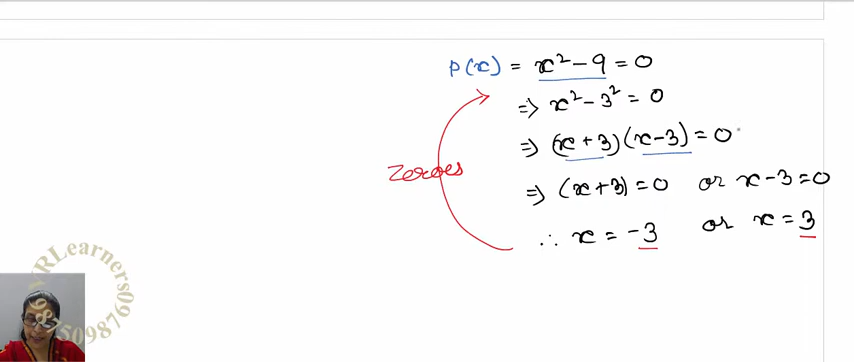 p(x) = x² - 9 = 0
⇒ x² - 3² = 0
⇒ (x + 3)(x - 3) = 0
Zeroes
⇒ (x + 3) = 0 or x - 3 = 0
∴ x = -3 or x = 3